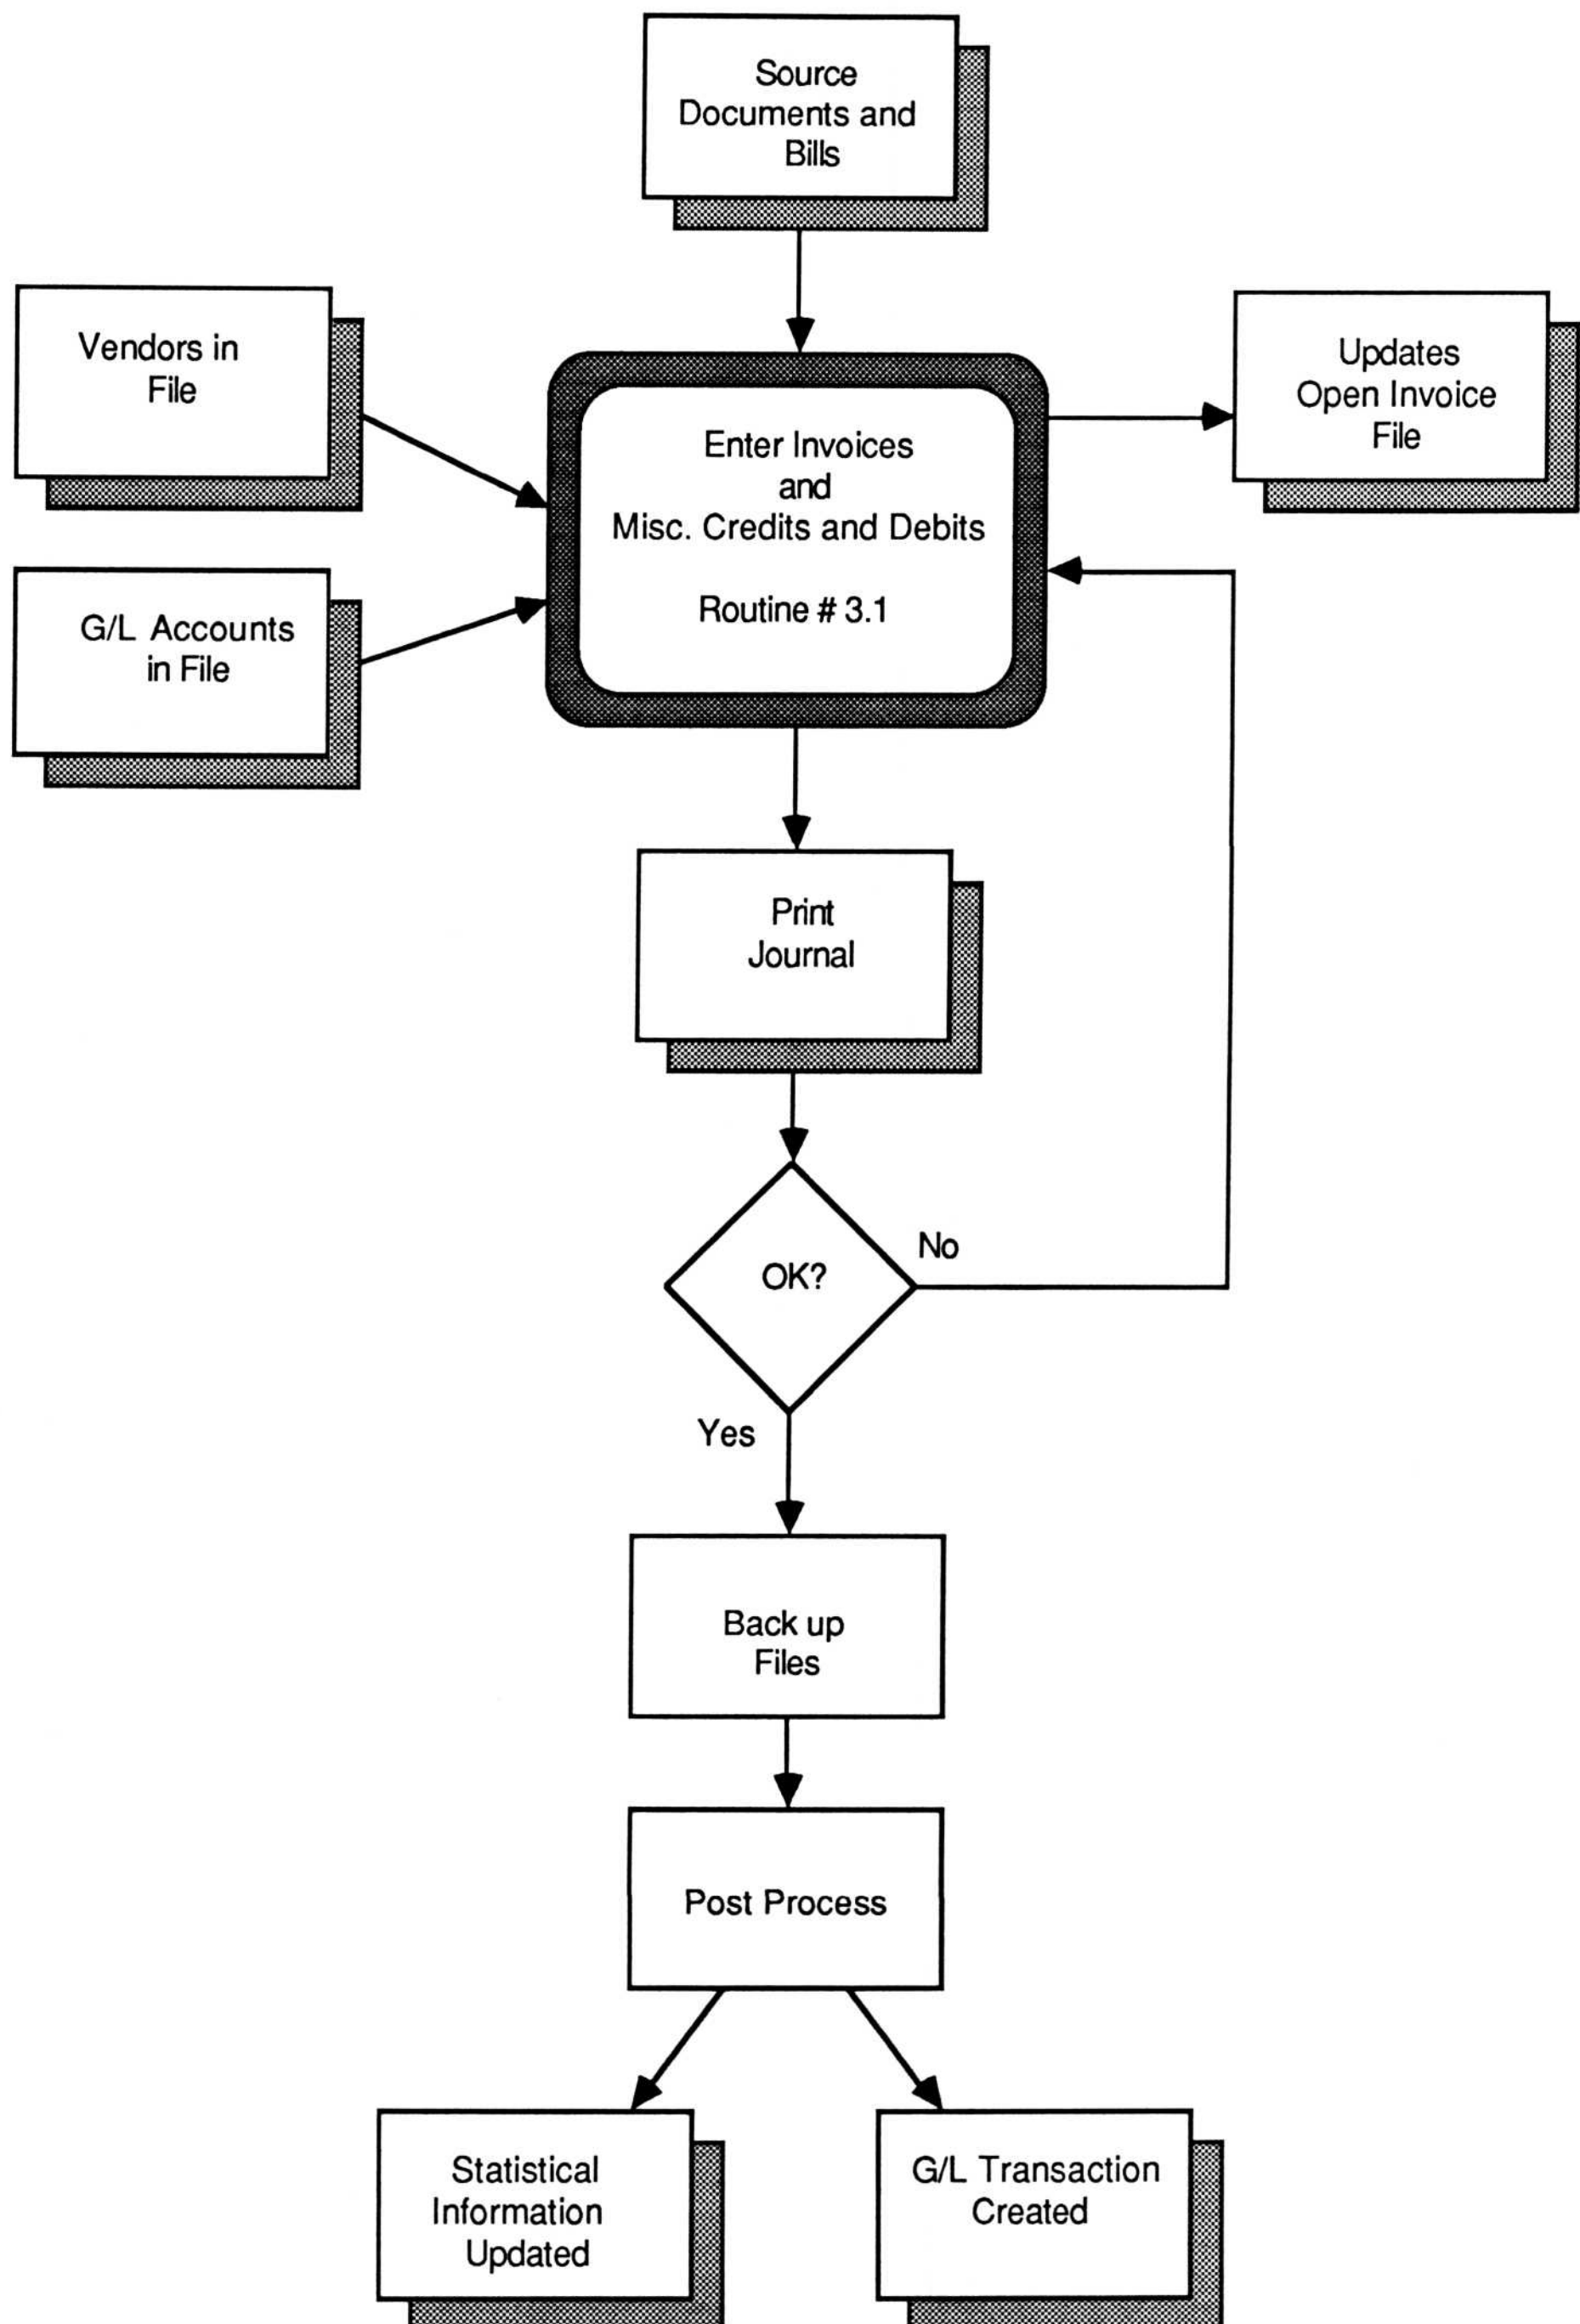 Source
Documents and
Bills
Vendors in
File
Updates
Open Invoice
File
Enter Invoices
and
Misc. Credits and Debits
Routine # 3.1
G/L Accounts
in File
Print
Journal
OK?
No
Yes
Back up
Files
Post Process
Statistical
Information
Updated
G/L Transaction
Created